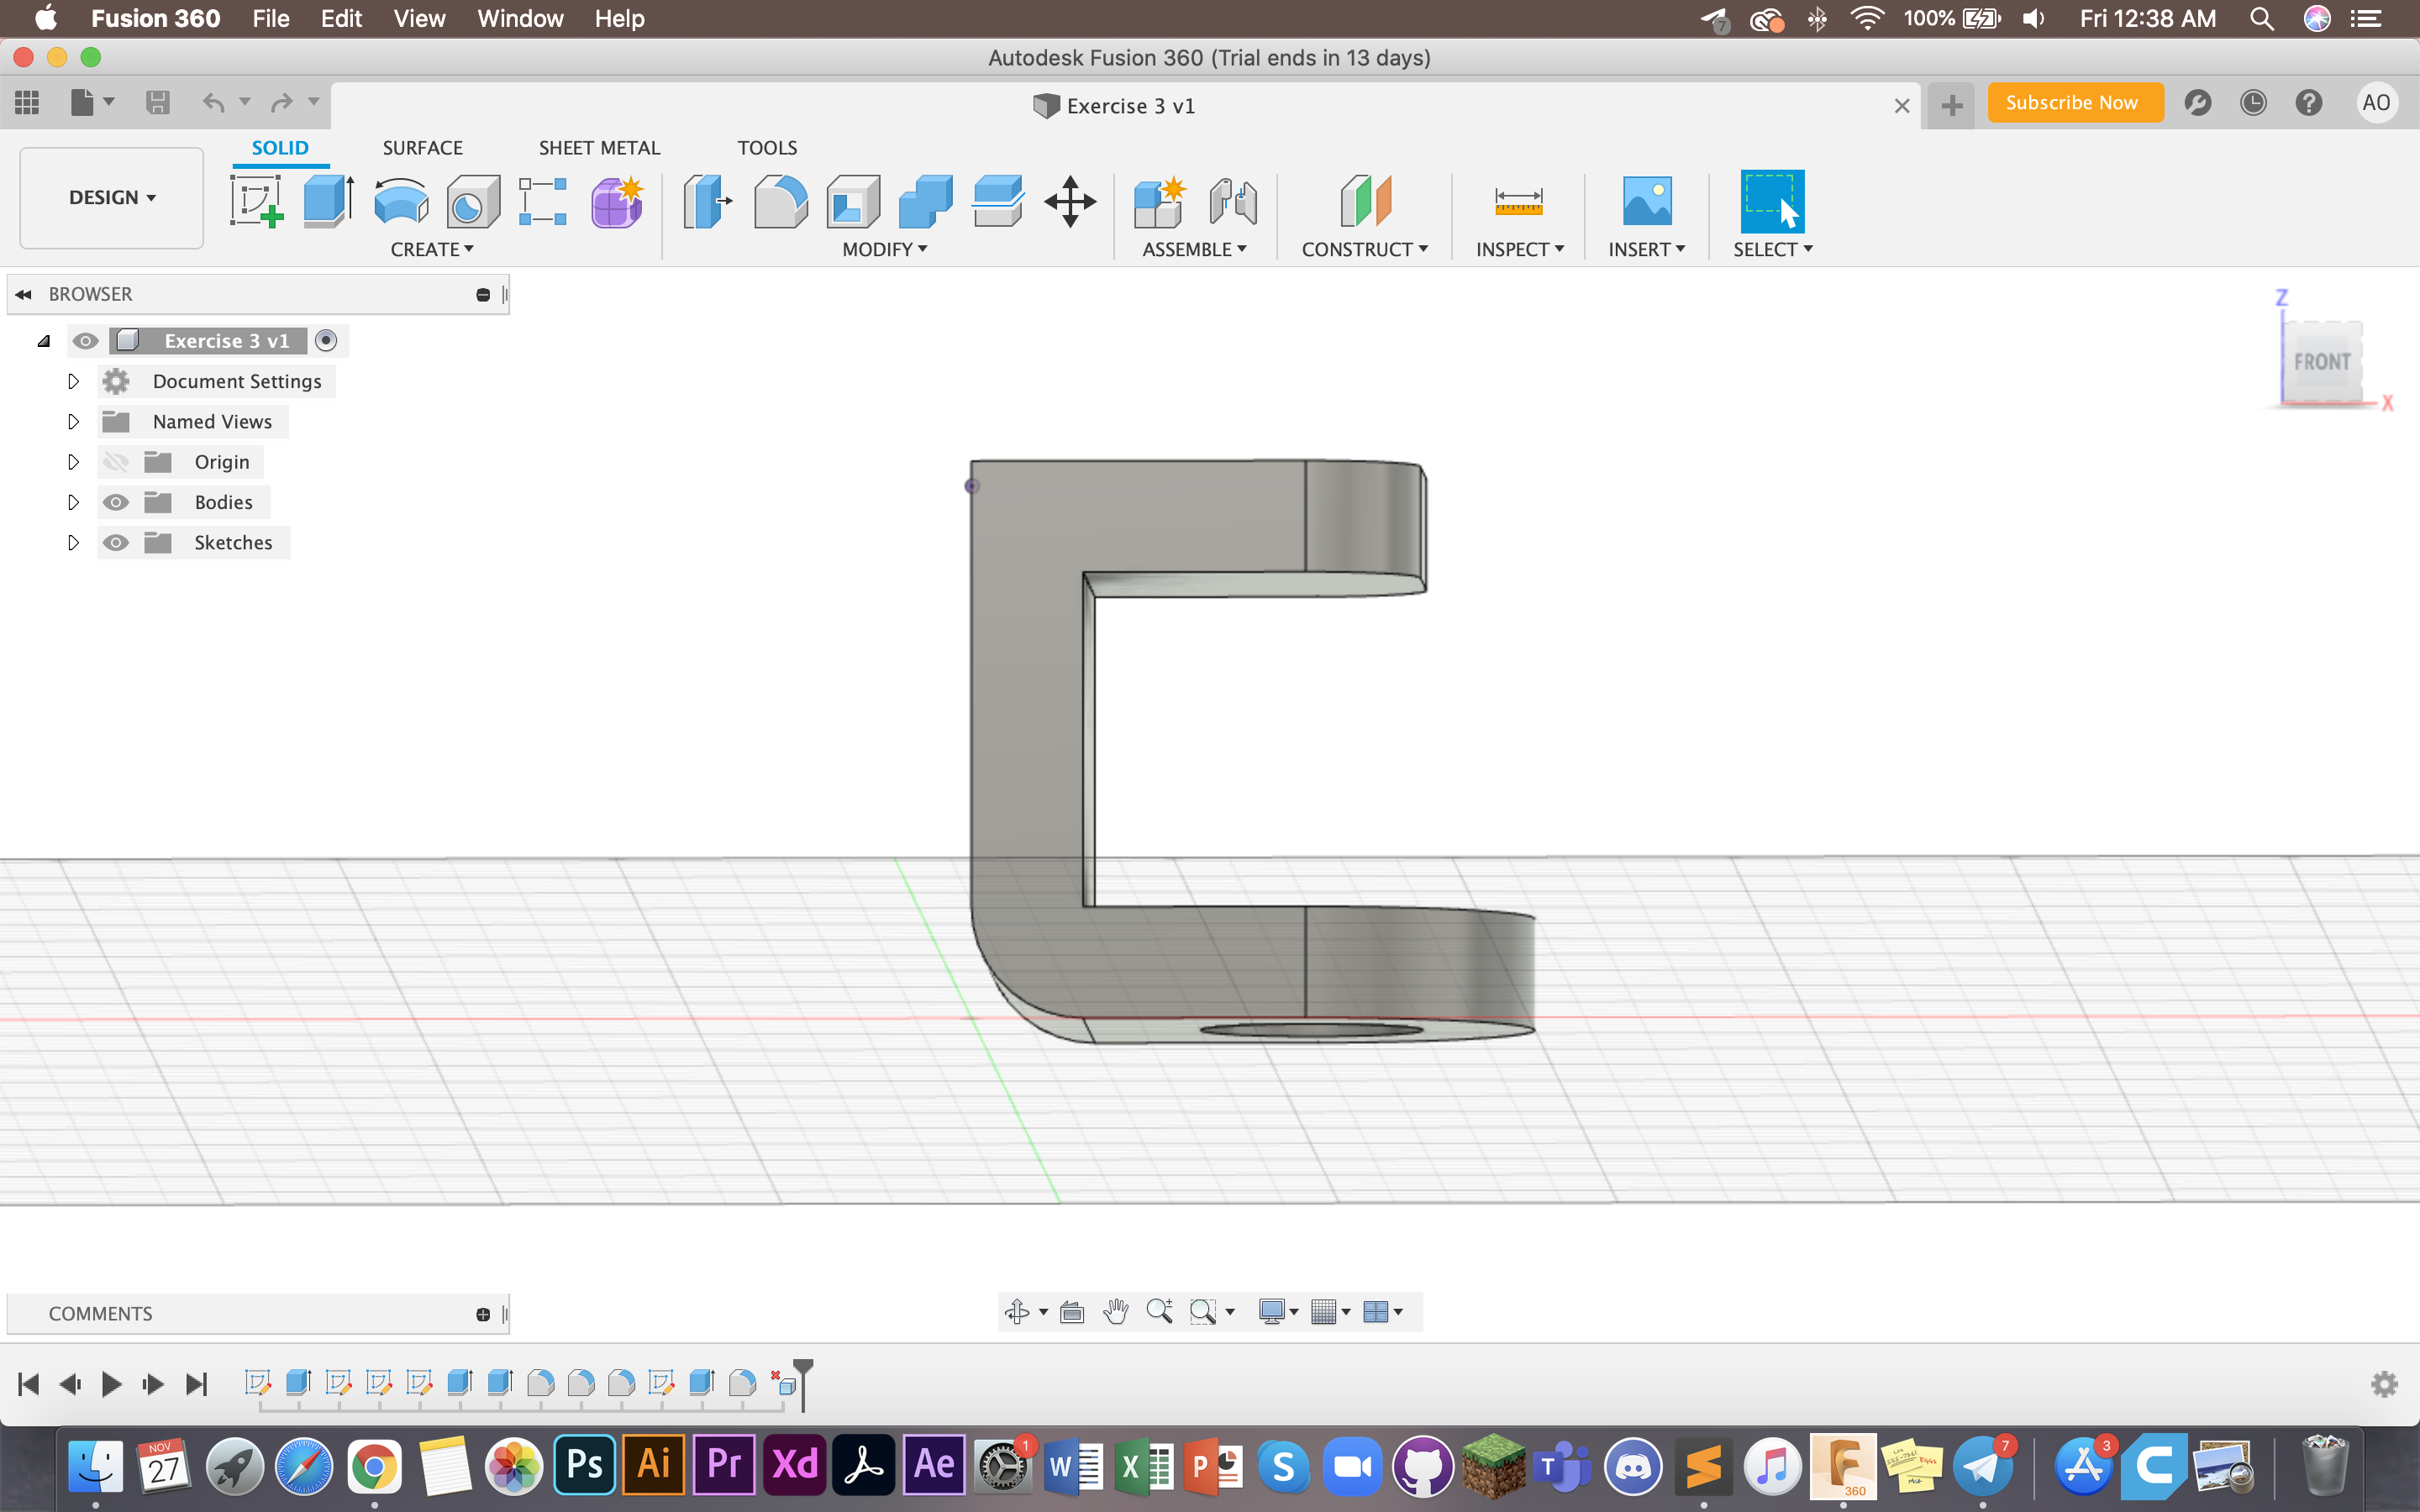 Fusion 360 File Edit View Window Help 7 100% Fri 12:38 AM
Autodesk Fusion 360 (Trial ends in 13 days)
Exercise 3 v1 Subscribe Now AO
SOLID SURFACE SHEET METAL TOOLS
DESIGN
CREATE MODIFY ASSEMBLE CONSTRUCT INSPECT INSERT SELECT
BROWSER
Exercise 3 v1
Document Settings
Named Views
Origin
Bodies
Sketches
Z
FRONT
X
COMMENTS
NOV
27
Ps Ai Pr Xd Ae 1 W X P S T 360 7 3